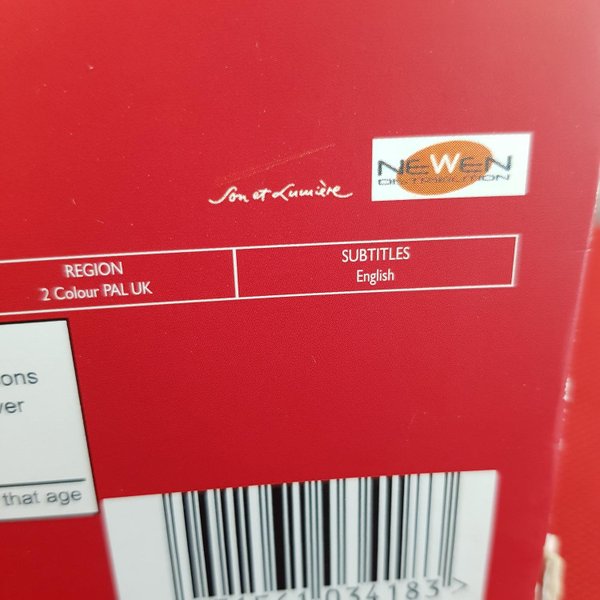 Son et Lumière
NEWEN
DISTRIBUTION
REGION
2 Colour PAL UK
SUBTITLES
English
ons
ver
that age
034183 >